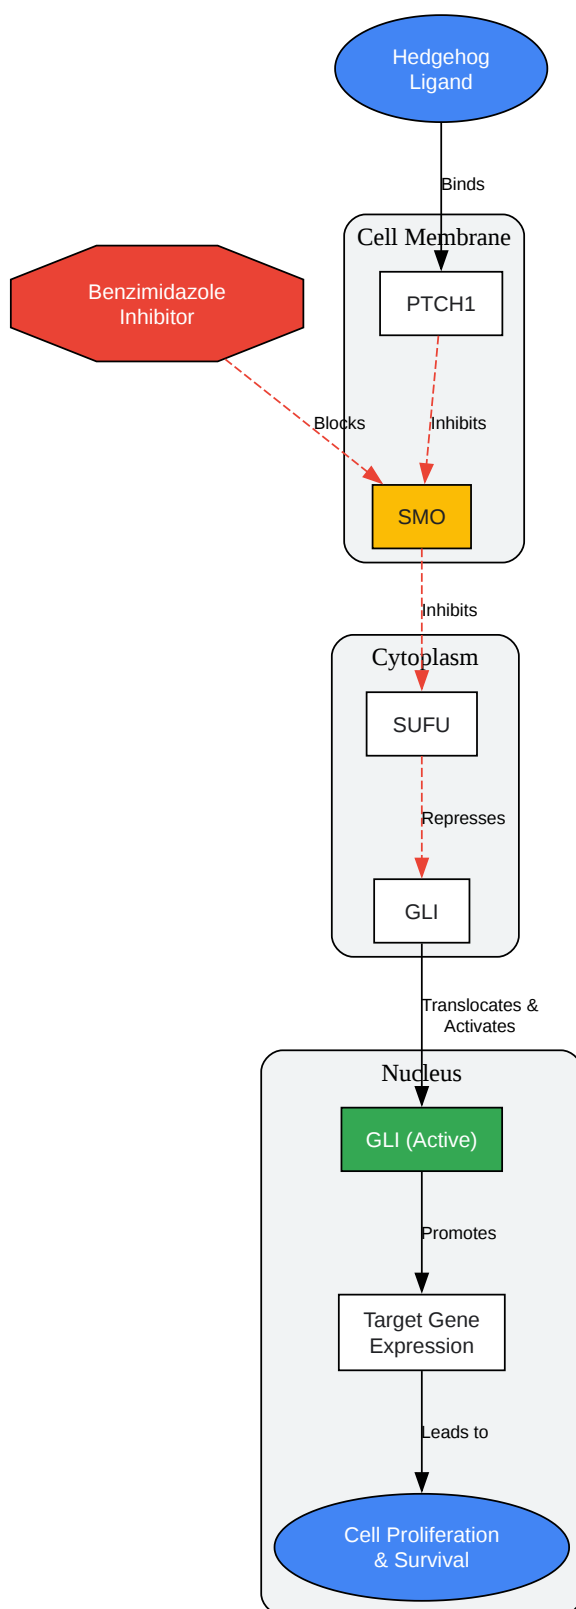 Hedgehog
Ligand
Binds
Cell Membrane
Benzimidazole
Inhibitor
PTCH1
Blocks
Inhibits
SMO
Inhibits
Cytoplasm
SUFU
Represses
GLI
Translocates &
Activates
Nucleus
GLI (Active)
Promotes
Target Gene
Expression
Leads to
Cell Proliferation
& Survival